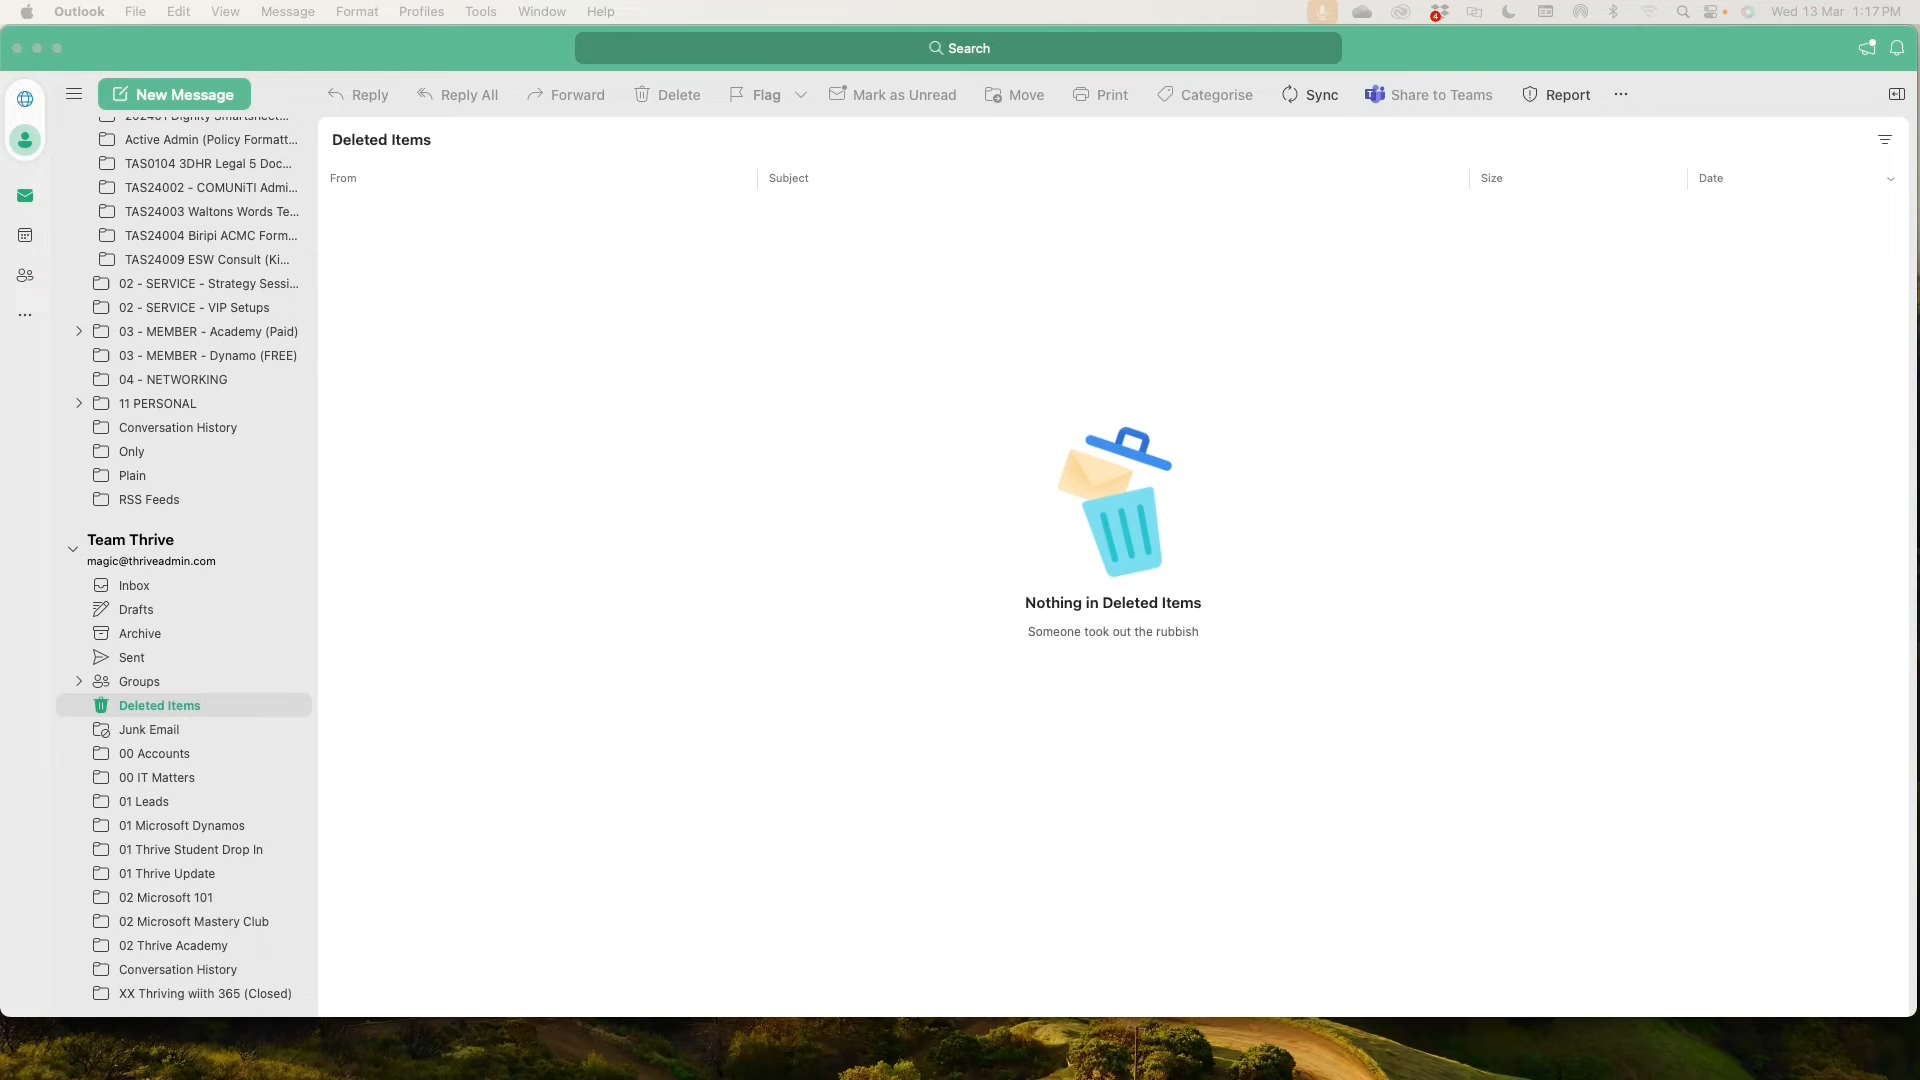 Outlook File Edit View Message Format Profiles Tools Window Help
4
Wed 13 Mar 1:17 PM
Search
New Message
Reply Reply All Forward Delete Flag Mark as Unread Move Print Categorise Sync Share to Teams Report ...
202401 Dignity Smartsheet...
Active Admin (Policy Formatt...
TAS0104 3DHR Legal 5 Doc...
TAS24002 - COMUNiTI Admi...
TAS24003 Waltons Words Te...
TAS24004 Biripi ACMC Form...
TAS24009 ESW Consult (Ki...
02 - SERVICE - Strategy Sessi...
02 - SERVICE - VIP Setups
03 - MEMBER - Academy (Paid)
03 - MEMBER - Dynamo (FREE)
04 - NETWORKING
11 PERSONAL
Conversation History
Only
Plain
RSS Feeds
Team Thrive
magic@thriveadmin.com
Inbox
Drafts
Archive
Sent
Groups
Deleted Items
Junk Email
00 Accounts
00 IT Matters
01 Leads
01 Microsoft Dynamos
01 Thrive Student Drop In
01 Thrive Update
02 Microsoft 101
02 Microsoft Mastery Club
02 Thrive Academy
Conversation History
XX Thriving wiith 365 (Closed)
Deleted Items
From Subject Size Date
Nothing in Deleted Items
Someone took out the rubbish